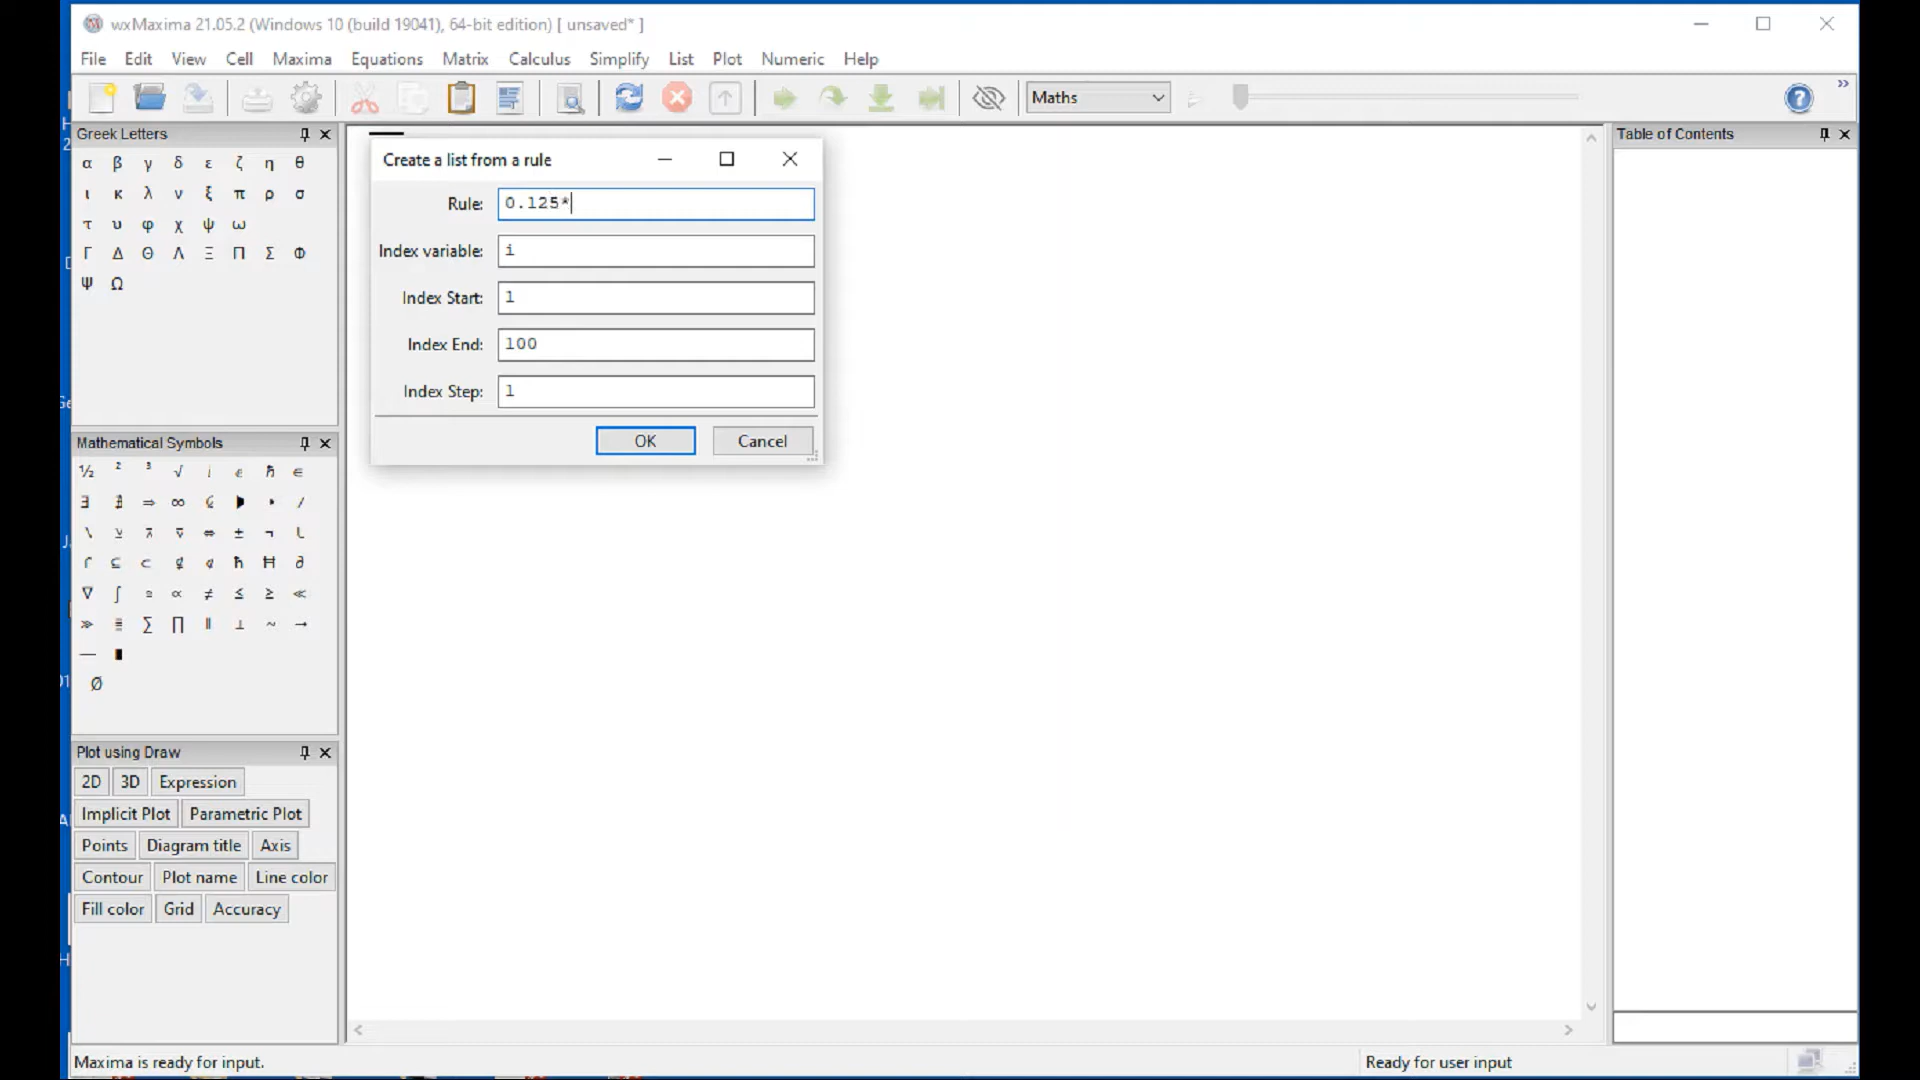 wxMaxima 21.05.2 (Windows 10 (build 19041), 64-bit edition) [ unsaved* ]
File Edit View Cell Maxima Equations Matrix Calculus Simplify List Plot Numeric Help
Maths
Greek Letters
α β γ δ ε ζ η θ
ι κ λ ν ξ π ρ σ
τ υ φ χ ψ ω
Γ Δ Θ Λ Ξ Π Σ Φ
Ψ Ω
Create a list from a rule
Rule: 0.125*
Index variable: i
Index Start: 1
Index End: 100
Index Step: 1
OK Cancel
Table of Contents
Mathematical Symbols
½ ² ³ √ ⅈ ⅇ ℏ ∈
∃ ∄ ⇒ ∞ /
\ ⊻ ⊼ ⊽ ⇔ ± ¬
⊆ ⊂ ⊄ ħ Ħ ∂
∇ ∫ ≅ ∝ ≠ ≤ ≥ ≪
≫ ≣ ∑ ∏ ∥ ⟂ ~ →
— ∎
Ø
Plot using Draw
2D 3D Expression
Implicit Plot Parametric Plot
Points Diagram title Axis
Contour Plot name Line color
Fill color Grid Accuracy
Maxima is ready for input. Ready for user input